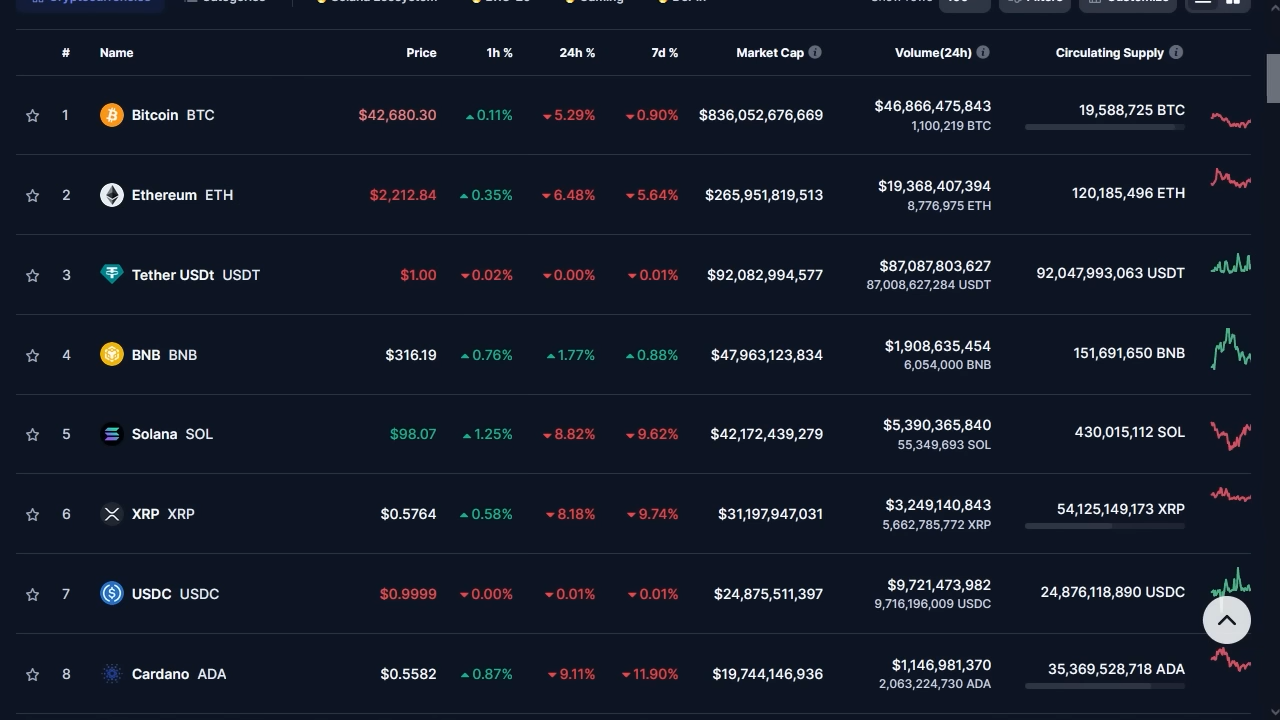 Cryptocurrencies Categories Solana Ecosystem Gaming Show rows 100 Filters Customize
# Name Price 1h % 24h % 7d % Market Cap Volume(24h) Circulating Supply
1 Bitcoin BTC $42,680.30 0.11% 5.29% 0.90% $836,052,676,669 $46,866,475,843 19,588,725 BTC
1,100,219 BTC
2 Ethereum ETH $2,212.84 0.35% 6.48% 5.64% $265,951,819,513 $19,368,407,394 120,185,496 ETH
8,776,975 ETH
3 Tether USDt USDT $1.00 0.02% 0.00% 0.01% $92,082,994,577 $87,087,803,627 92,047,993,063 USDT
87,008,627,284 USDT
4 BNB BNB $316.19 0.76% 1.77% 0.88% $47,963,123,834 $1,908,635,454 151,691,650 BNB
6,054,000 BNB
5 Solana SOL $98.07 1.25% 8.82% 9.62% $42,172,439,279 $5,390,365,840 430,015,112 SOL
55,349,693 SOL
6 XRP XRP $0.5764 0.58% 8.18% 9.74% $31,197,947,031 $3,249,140,843 54,125,149,173 XRP
5,662,785,772 XRP
7 USDC USDC $0.9999 0.00% 0.01% 0.01% $24,875,511,397 $9,721,473,982 24,876,118,890 USDC
9,716,196,009 USDC
8 Cardano ADA $0.5582 0.87% 9.11% 11.90% $19,744,146,936 $1,146,981,370 35,369,528,718 ADA
2,063,224,730 ADA